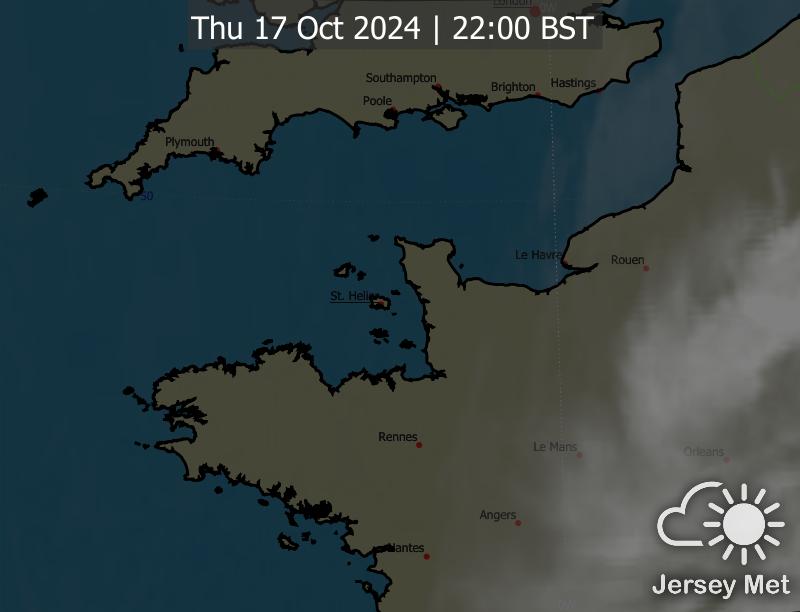 London
Thu 17 Oct 2024 | 22:00 BST
Southampton
Brighton
Hastings
Poole
Plymouth
50
Le Havre
Rouen
St. Helier
Rennes
Le Mans
Orleans
Angers
Nantes
Jersey Met